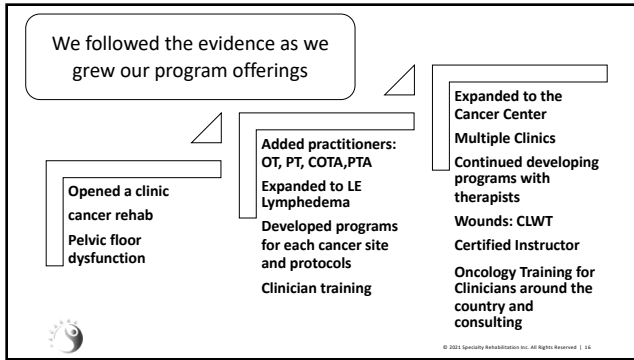 We followed the evidence as we
grew our program offerings
Opened a clinic
cancer rehab
Pelvic floor
dysfunction
Added practitioners:
OT, PT, COTA,PTA
Expanded to LE
Lymphedema
Developed programs
for each cancer site
and protocols
Clinician training
Expanded to the
Cancer Center
Multiple Clinics
Continued developing
programs with
therapists
Wounds: CLWT
Certified Instructor
Oncology Training for
Clinicians around the
country and
consulting
© 2021 Specialty Rehabilitation Inc. All Rights Reserved | 16